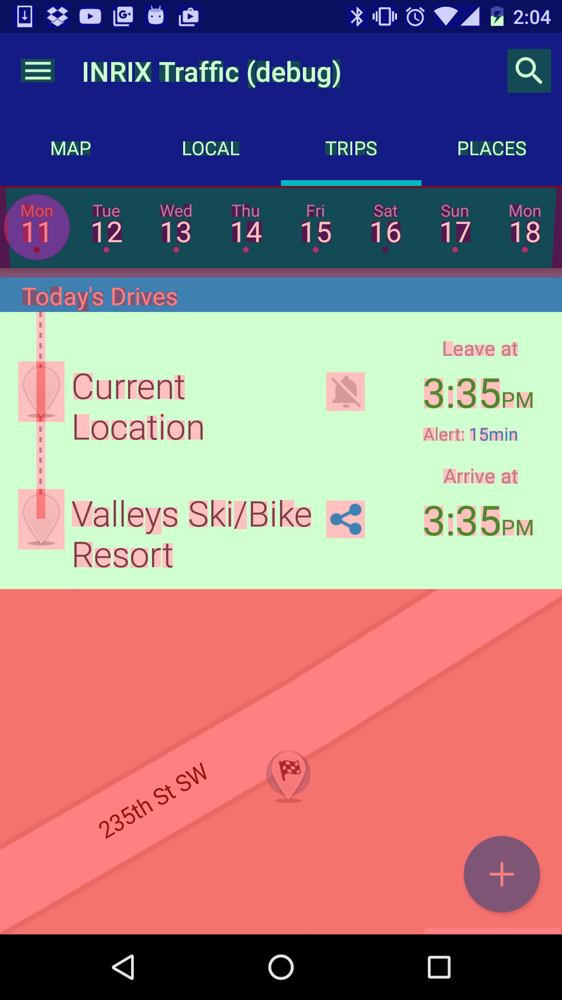 2:04
INRIX Traffic (debug)
MAP LOCAL TRIPS PLACES
Mon Tue Wed Thu Fri Sat Sun Mon
11 12 13 14 15 16 17 18
Today's Drives
Leave at
Current
Location
3:35PM
Alert: 15min
Arrive at
Valleys Ski/Bike
Resort
3:35PM
235th St SW